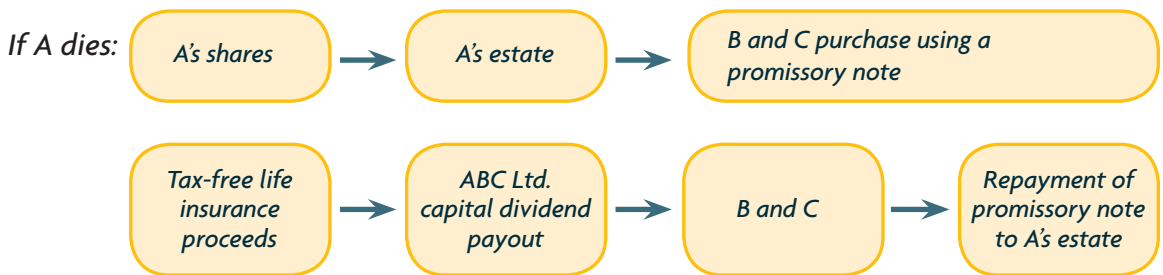 If A dies:
A's shares
A's estate
B and C purchase using a
promissory note
Tax-free life
insurance
proceeds
ABC Ltd.
capital dividend
payout
B and C
Repayment of
promissory note
to A's estate